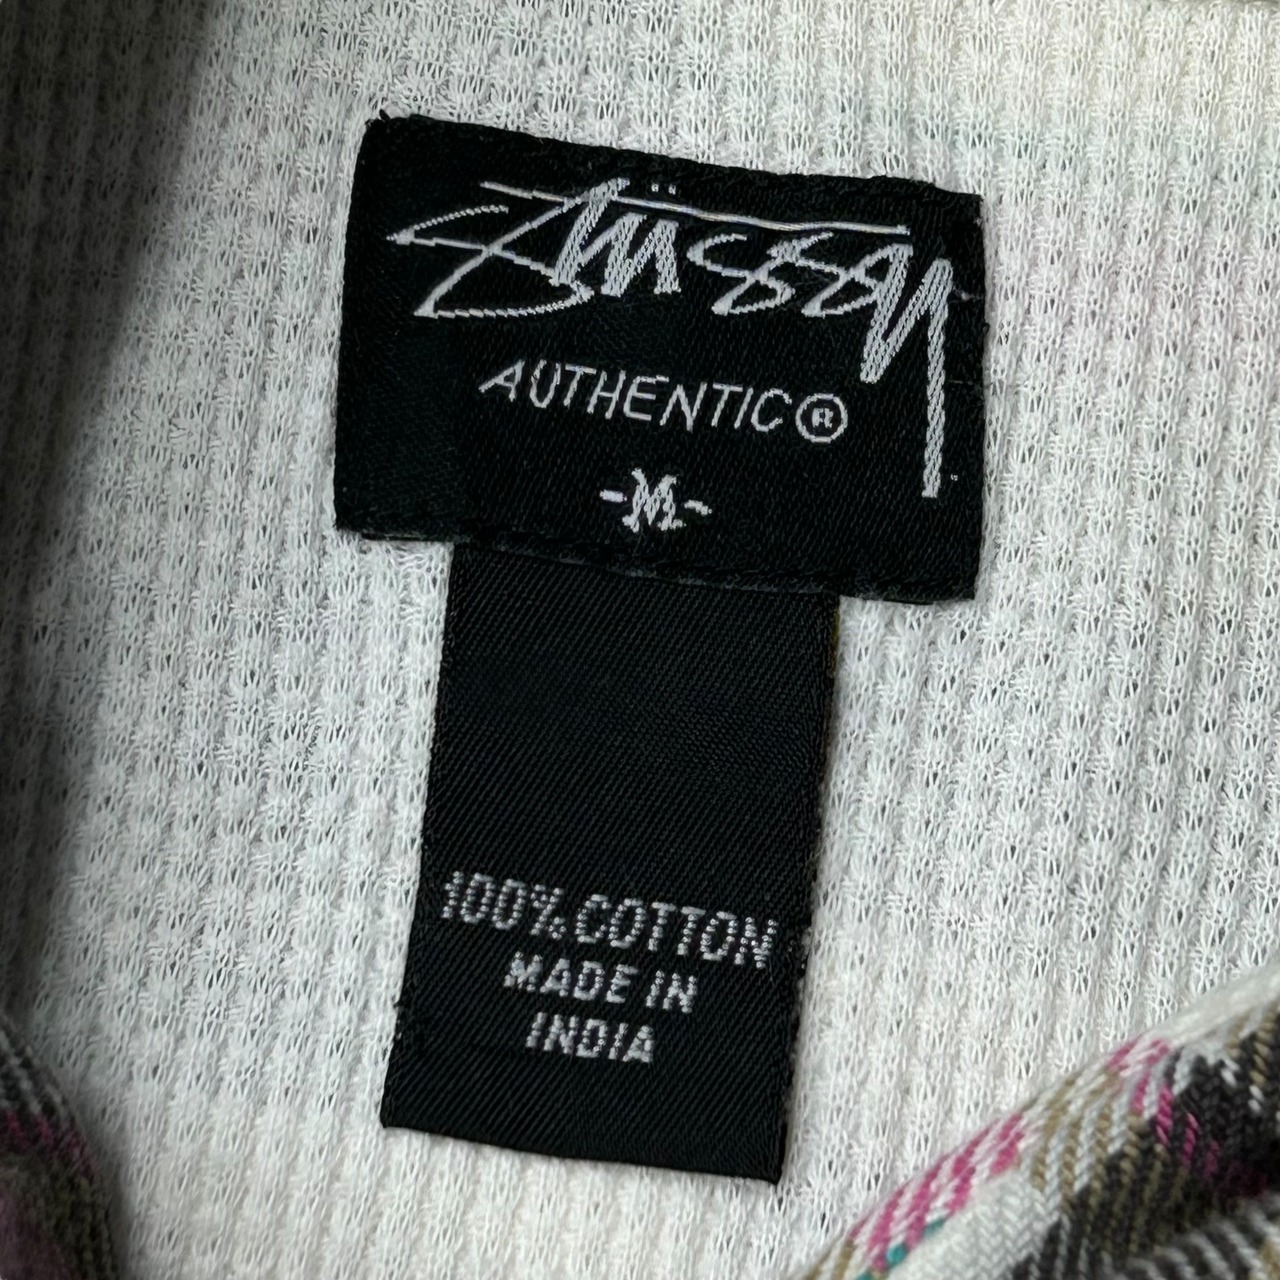 Stüssy
AUTHENTIC®
-M-
100% COTTON
MADE IN
INDIA